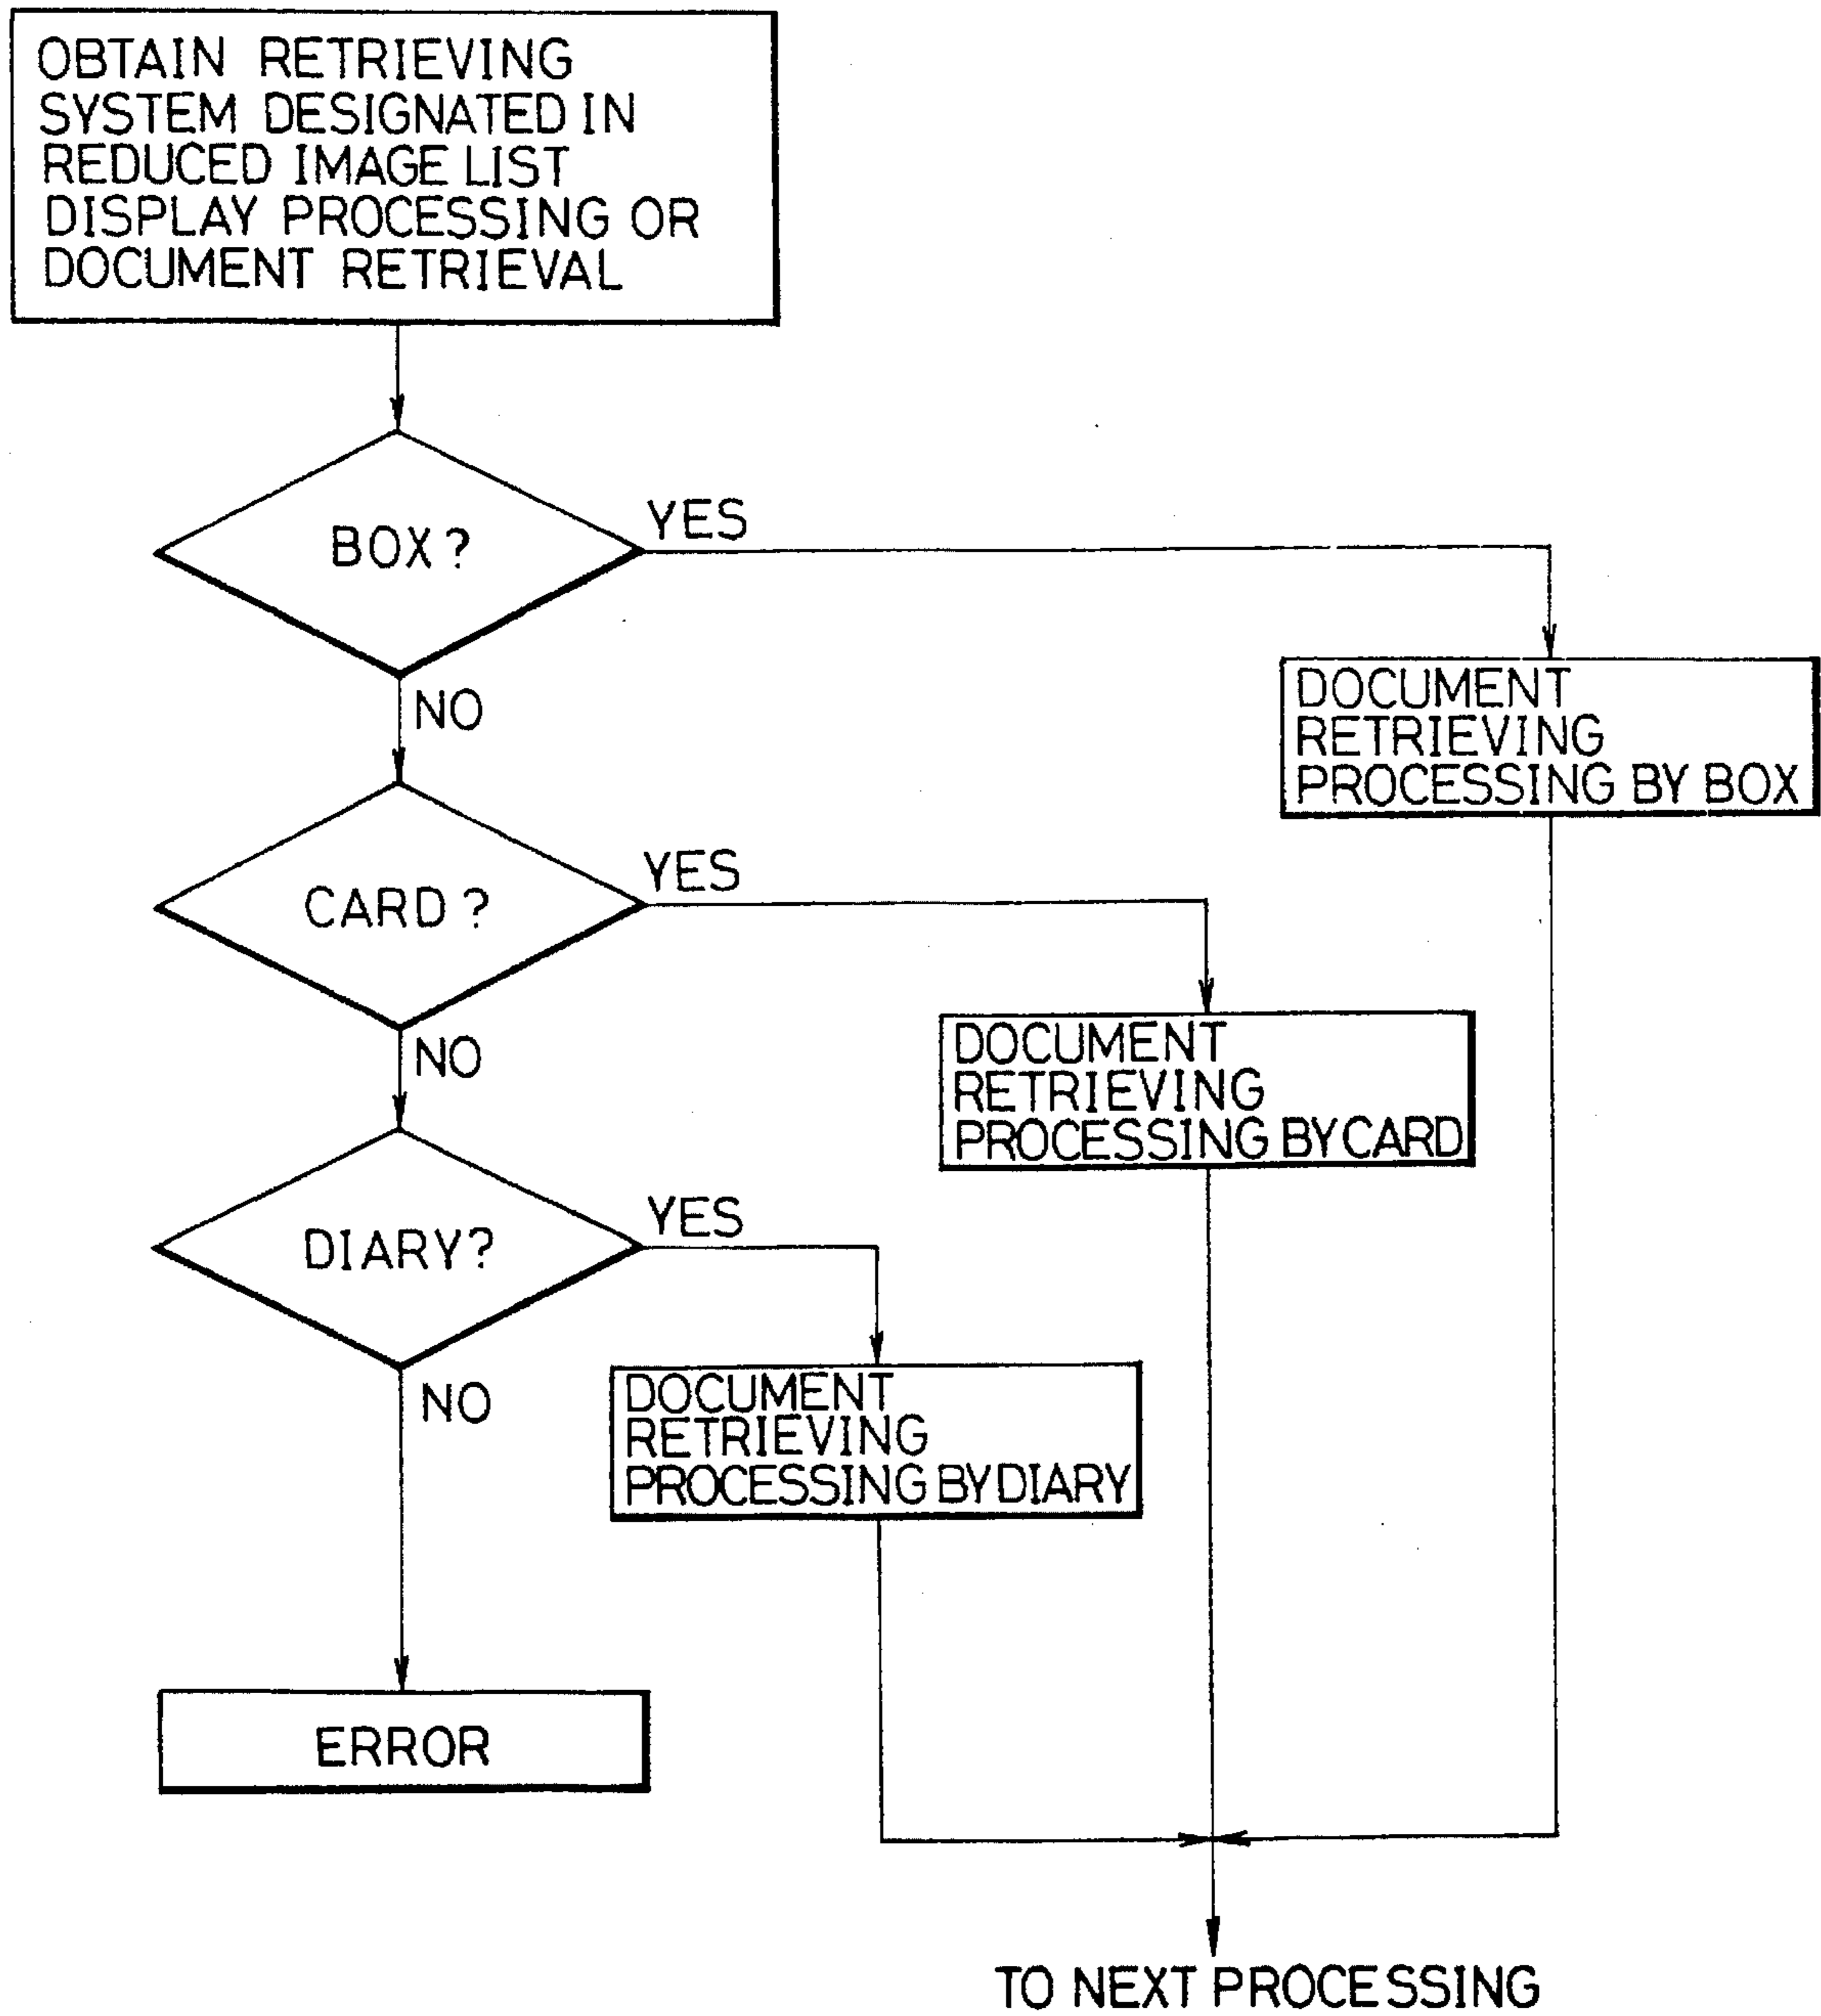 OBTAIN RETRIEVING
SYSTEM DESIGNATED IN
REDUCED IMAGE LIST
DISPLAY PROCESSING OR
DOCUMENT RETRIEVAL
BOX?
YES
NO
DOCUMENT
RETRIEVING
PROCESSING BY BOX
CARD?
YES
NO
DOCUMENT
RETRIEVING
PROCESSING BY CARD
DIARY?
YES
NO
DOCUMENT
RETRIEVING
PROCESSING BY DIARY
ERROR
TO NEXT PROCESSING